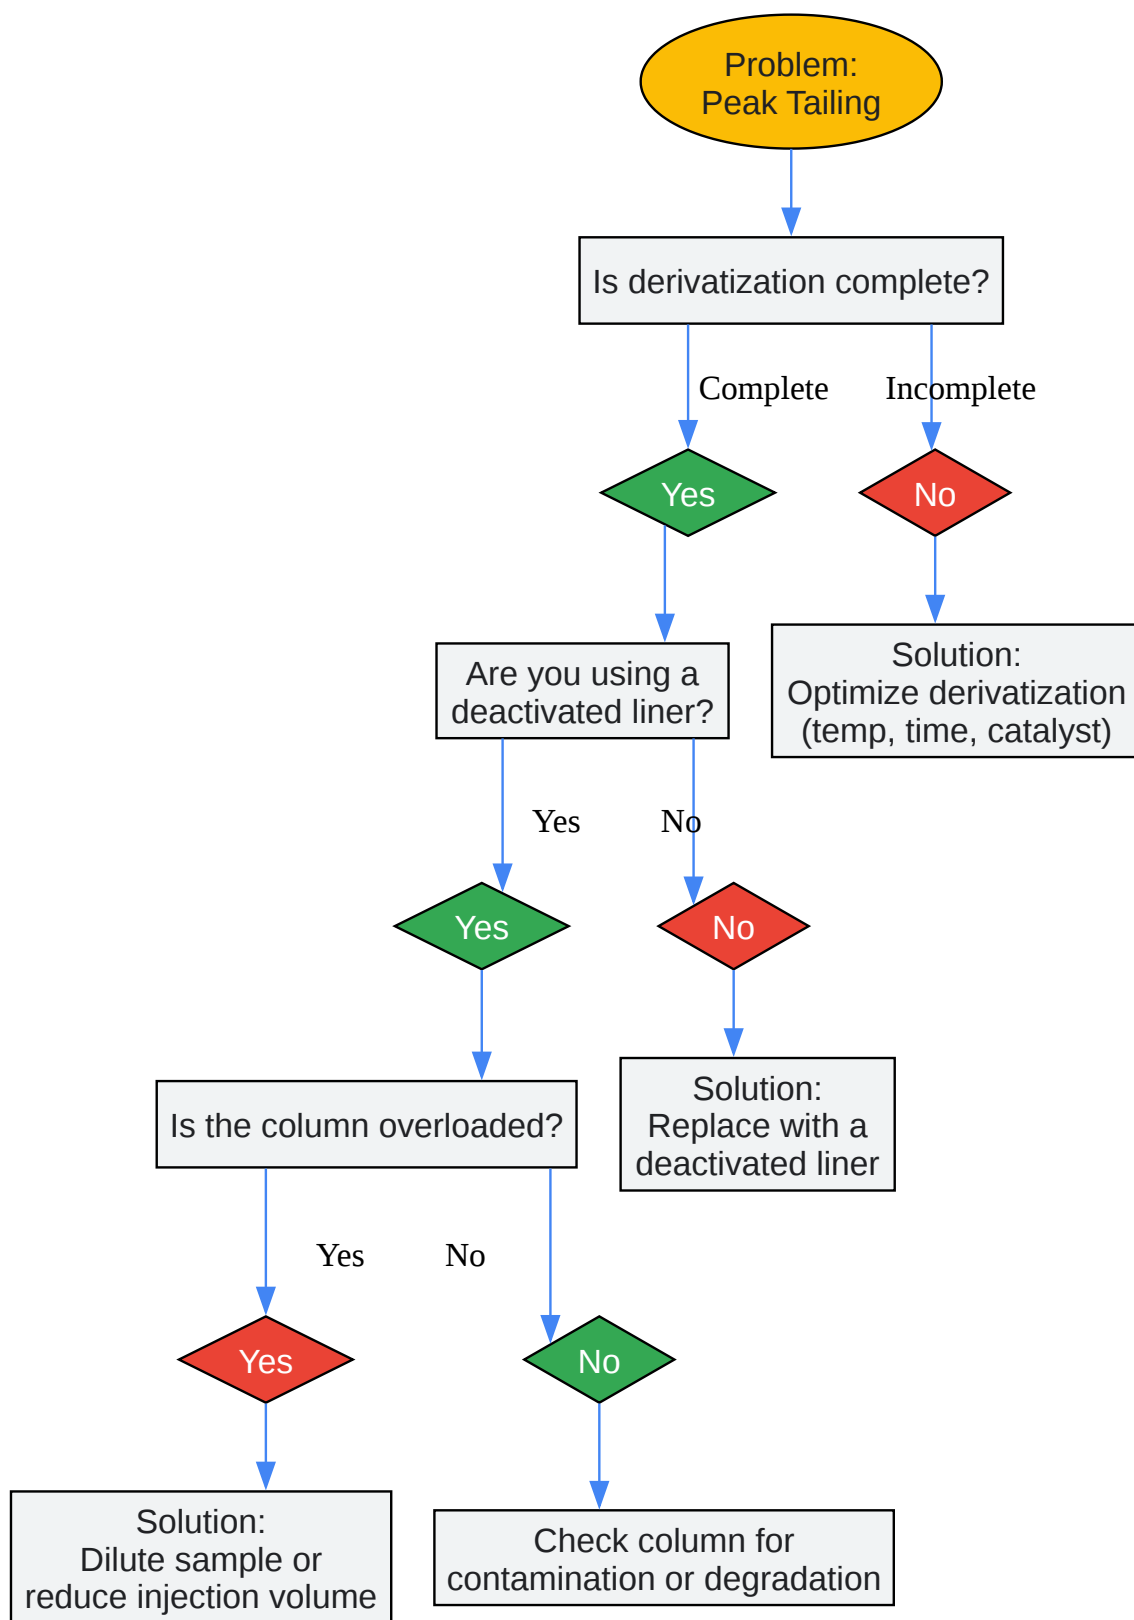 Problem:
Peak Tailing
Is derivatization complete?
Complete
Incomplete
Yes
No
Solution:
Optimize derivatization
(temp, time, catalyst)
Are you using a
deactivated liner?
Yes
No
Yes
No
Solution:
Replace with a
deactivated liner
Is the column overloaded?
Yes
No
Yes
No
Solution:
Dilute sample or
reduce injection volume
Check column for
contamination or degradation